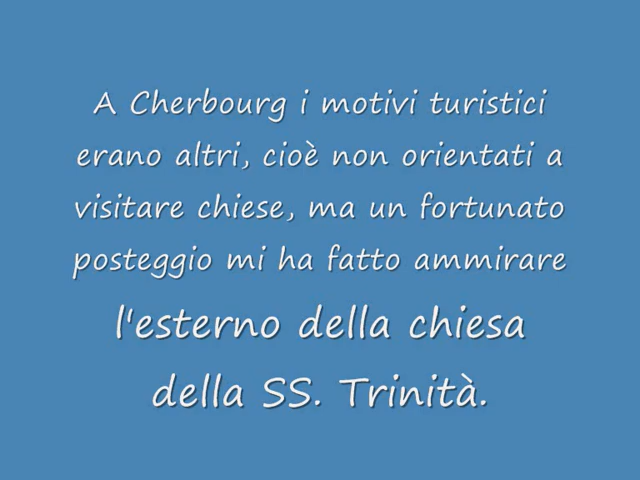 A Cherbourg i motivi turistici
erano altri, cioè non orientati a
visitare chiese, ma un fortunato
posteggio mi ha fatto ammirare
l'esterno della chiesa
della SS. Trinità.